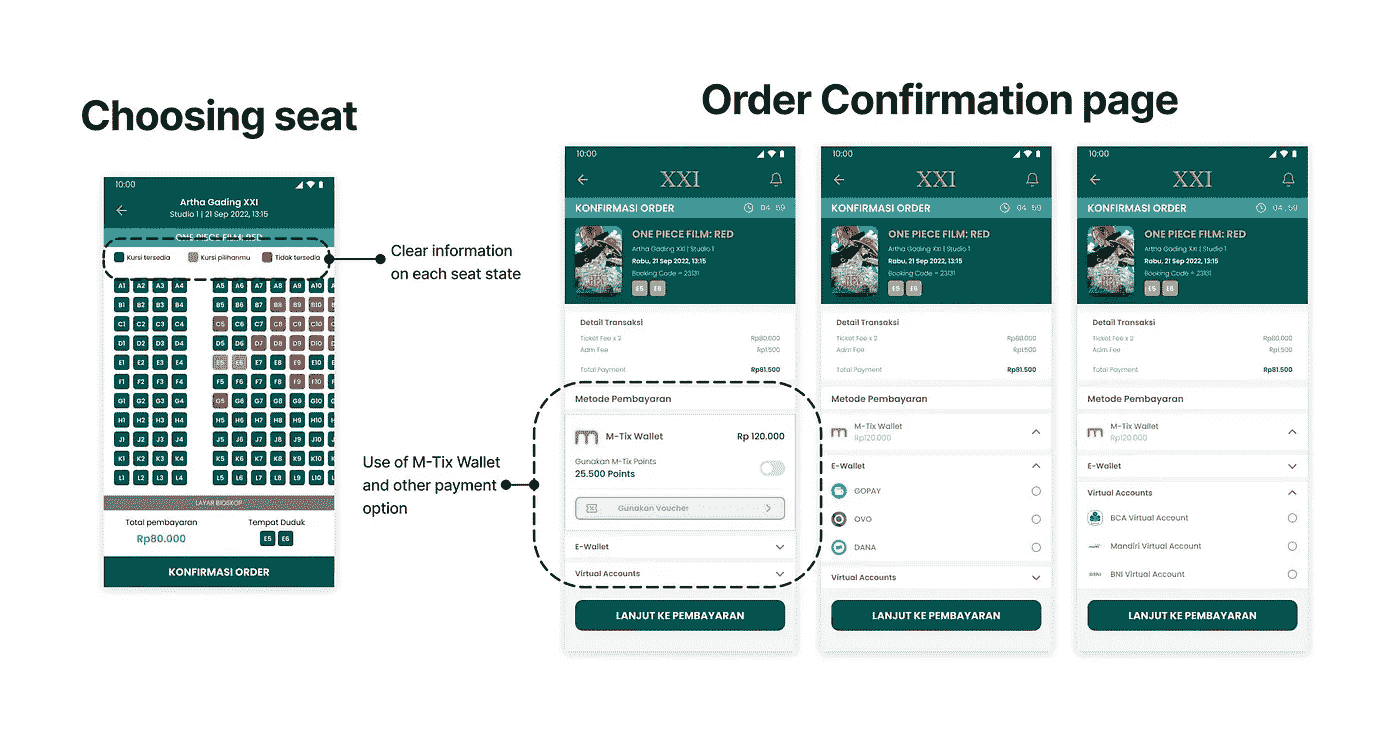 Choosing seat
Order Confirmation page
10:00
Artha Gading XXI
Studio 1 | 21 Sep 2022, 13:15
ONE PIECE FILM: RED
Kursi tersedia
Kursi pilihanmu
Tidak tersedia
A1 A2 A3 A4 A5 A6 A7 A8 A9 A10
B1 B2 B3 B4 B5 B6 B7 B8 B9 B10
C1 C2 C3 C4 C5 C6 C7 C8 C9 C10
D1 D2 D3 D4 D5 D6 D7 D8 D9 D10
E1 E2 E3 E4 E5 E6 E7 E8 E9 E10
F1 F2 F3 F4 F5 F6 F7 F8 F9 F10
G1 G2 G3 G4 G5 G6 G7 G8 G9 G10
H1 H2 H3 H4 H5 H6 H7 H8 H9 H10
J1 J2 J3 J4 J5 J6 J7 J8 J9 J10
K1 K2 K3 K4 K5 K6 K7 K8 K9 K10
L1 L2 L3 L4 L5 L6 L7 L8 L9 L10
LAYAR BIOSKOP
Total pembayaran
Rp80.000
Tempat Duduk
E5 E6
KONFIRMASI ORDER
Clear information
on each seat state
Use of M-Tix Wallet
and other payment
option
10:00
XXI
KONFIRMASI ORDER
04 : 59
ONE PIECE FILM: RED
Artha Gading XXI | Studio 1
Rabu, 21 Sep 2022, 13:15
Booking Code = 23131
E5 E6
Detail Transaksi
Ticket Fee x 2 Rp80.000
Adm Fee Rp1.500
Total Payment Rp81.500
Metode Pembayaran
M-Tix Wallet Rp 120.000
Gunakan M-Tix Points
25.500 Points
Gunakan Voucher
E-Wallet
Virtual Accounts
LANJUT KE PEMBAYARAN
10:00
XXI
KONFIRMASI ORDER
04 : 59
ONE PIECE FILM: RED
Artha Gading XXI | Studio 1
Rabu, 21 Sep 2022, 13:15
Booking Code = 23131
E5 E6
Detail Transaksi
Ticket Fee x 2 Rp80.000
Adm Fee Rp1.500
Total Payment Rp81.500
Metode Pembayaran
M-Tix Wallet
Rp120.000
E-Wallet
GOPAY
OVO
DANA
Virtual Accounts
LANJUT KE PEMBAYARAN
10:00
XXI
KONFIRMASI ORDER
04 : 59
ONE PIECE FILM: RED
Artha Gading XXI | Studio 1
Rabu, 21 Sep 2022, 13:15
Booking Code = 23131
E5 E6
Detail Transaksi
Ticket Fee x 2 Rp80.000
Adm Fee Rp1.500
Total Payment Rp81.500
Metode Pembayaran
M-Tix Wallet
Rp120.000
E-Wallet
Virtual Accounts
BCA Virtual Account
Mandiri Virtual Account
BNI Virtual Account
LANJUT KE PEMBAYARAN